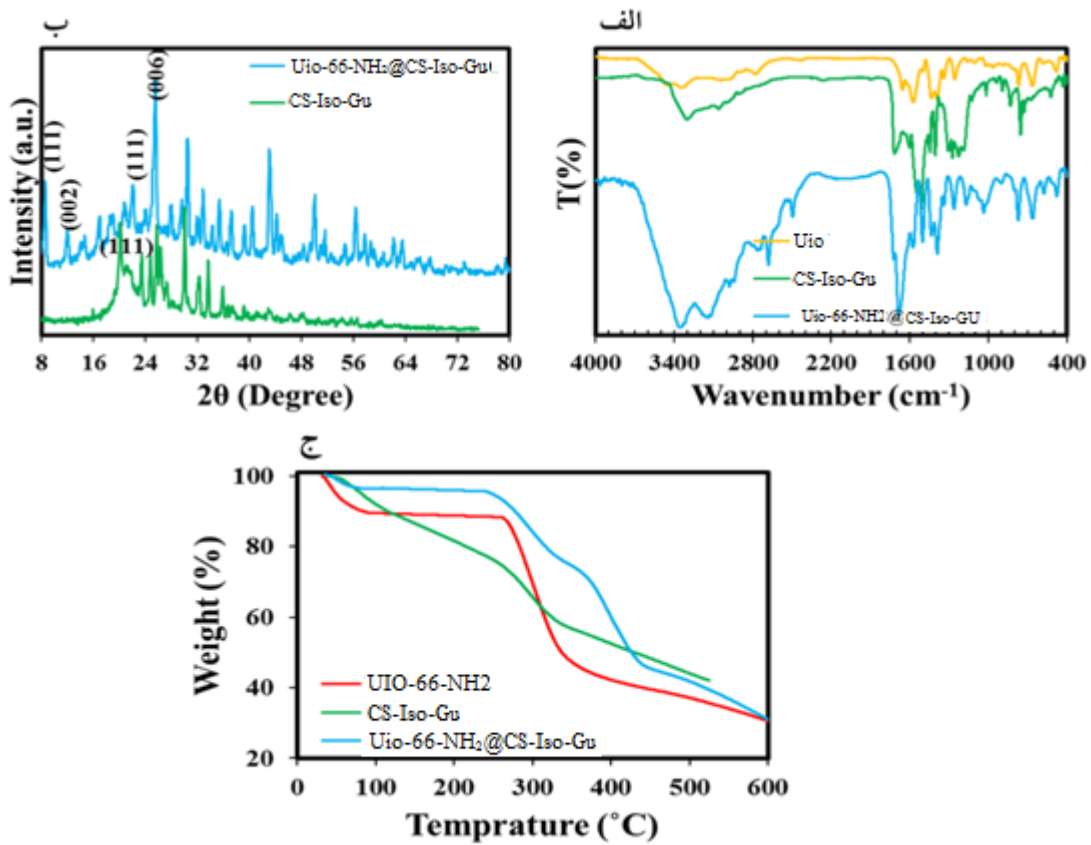 ب
Intensity (a.u.)
(111)
(002)
(111)
(006)
(111)
Uio-66-NH₂@CS-Iso-Gu
CS-Iso-Gu
8 16 24 32 40 48 56 64 72 80
2θ (Degree)
الف
T(%)
Uio
CS-Iso-Gu
Uio-66-NH2@CS-Iso-GU
4000 3400 2800 2200 1600 1000 400
Wavenumber (cm⁻¹)
ج
Weight (%)
100
80
60
40
20
UIO-66-NH2
CS-Iso-Gu
Uio-66-NH₂@CS-Iso-Gu
0 100 200 300 400 500 600
Temprature (˚C)